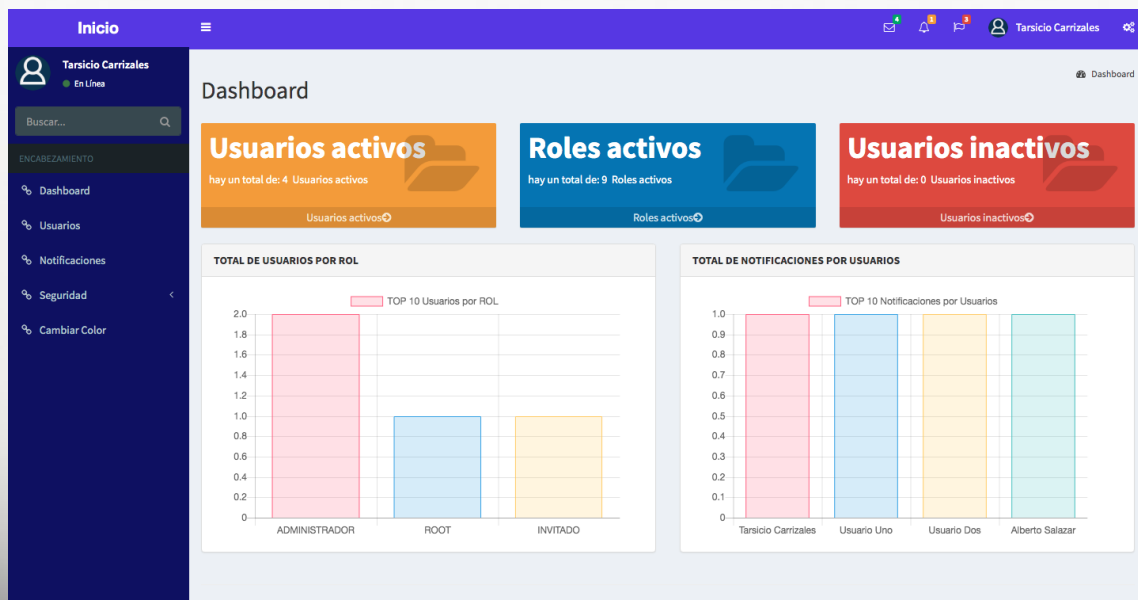 Inicio
4
2
3
Tarsicio Carrizales
Tarsicio Carrizales
En Línea
Buscar...
ENCABEZAMIENTO
Dashboard
Usuarios
Notificaciones
Seguridad
Cambiar Color
Dashboard
Dashboard
Usuarios activos
hay un total de: 4 Usuarios activos
Usuarios activos
Roles activos
hay un total de: 9 Roles activos
Roles activos
Usuarios inactivos
hay un total de: 0 Usuarios inactivos
Usuarios inactivos
TOTAL DE USUARIOS POR ROL
TOP 10 Usuarios por ROL
2.0
1.8
1.6
1.4
1.2
1.0
0.8
0.6
0.4
0.2
0
ADMINISTRADOR ROOT INVITADO
TOTAL DE NOTIFICACIONES POR USUARIOS
TOP 10 Notificaciones por Usuarios
1.0
0.9
0.8
0.7
0.6
0.5
0.4
0.3
0.2
0.1
0
Tarsicio Carrizales Usuario Uno Usuario Dos Alberto Salazar